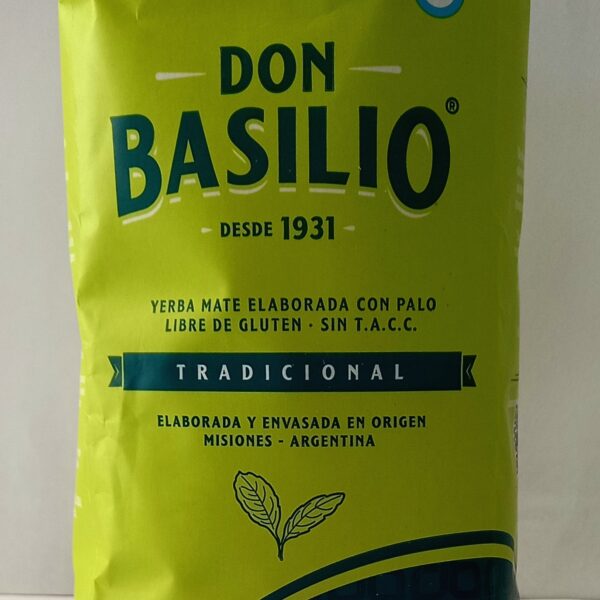 DON
BASILIO®
DESDE 1931
YERBA MATE ELABORADA CON PALO
LIBRE DE GLUTEN · SIN T.A.C.C.
TRADICIONAL
ELABORADA Y ENVASADA EN ORIGEN
MISIONES - ARGENTINA